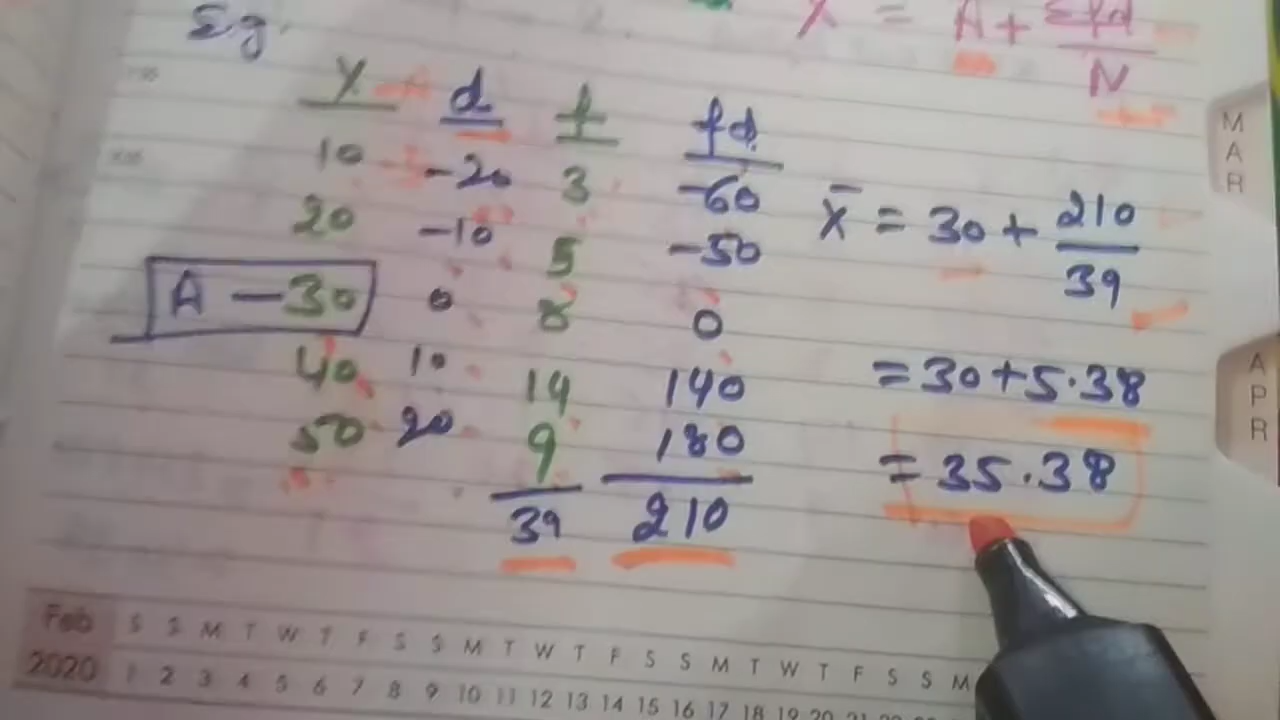 Eg.
X̄ = A + Σfd / N
X d f fd
10 -20 3 -60
20 -10 5 -50
A - 30 0 8 0
40 10 14 140
50 20 9 180
39 210
X̄ = 30 + 210 / 39
= 30 + 5.38
= 35.38
MAR
APR
Feb S S M T W T F S S M T W T F S S M T W T F S S M
2020 1 2 3 4 5 6 7 8 9 10 11 12 13 14 15 16 17 18 19 20 21